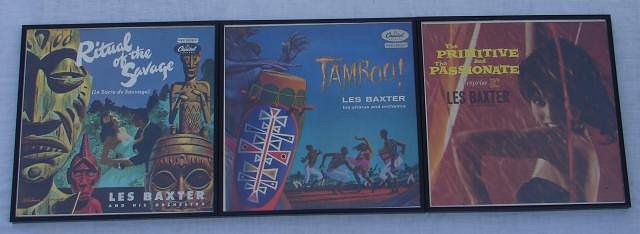 Ritual
of the
Savage
(Le Sacre du Sauvage)
Capitol
LES BAXTER
AND HIS ORCHESTRA
Capitol
TAMBOO!
LES BAXTER
his chorus and orchestra
The
PRIMITIVE
and
The
PASSIONATE
reprise
LES BAXTER